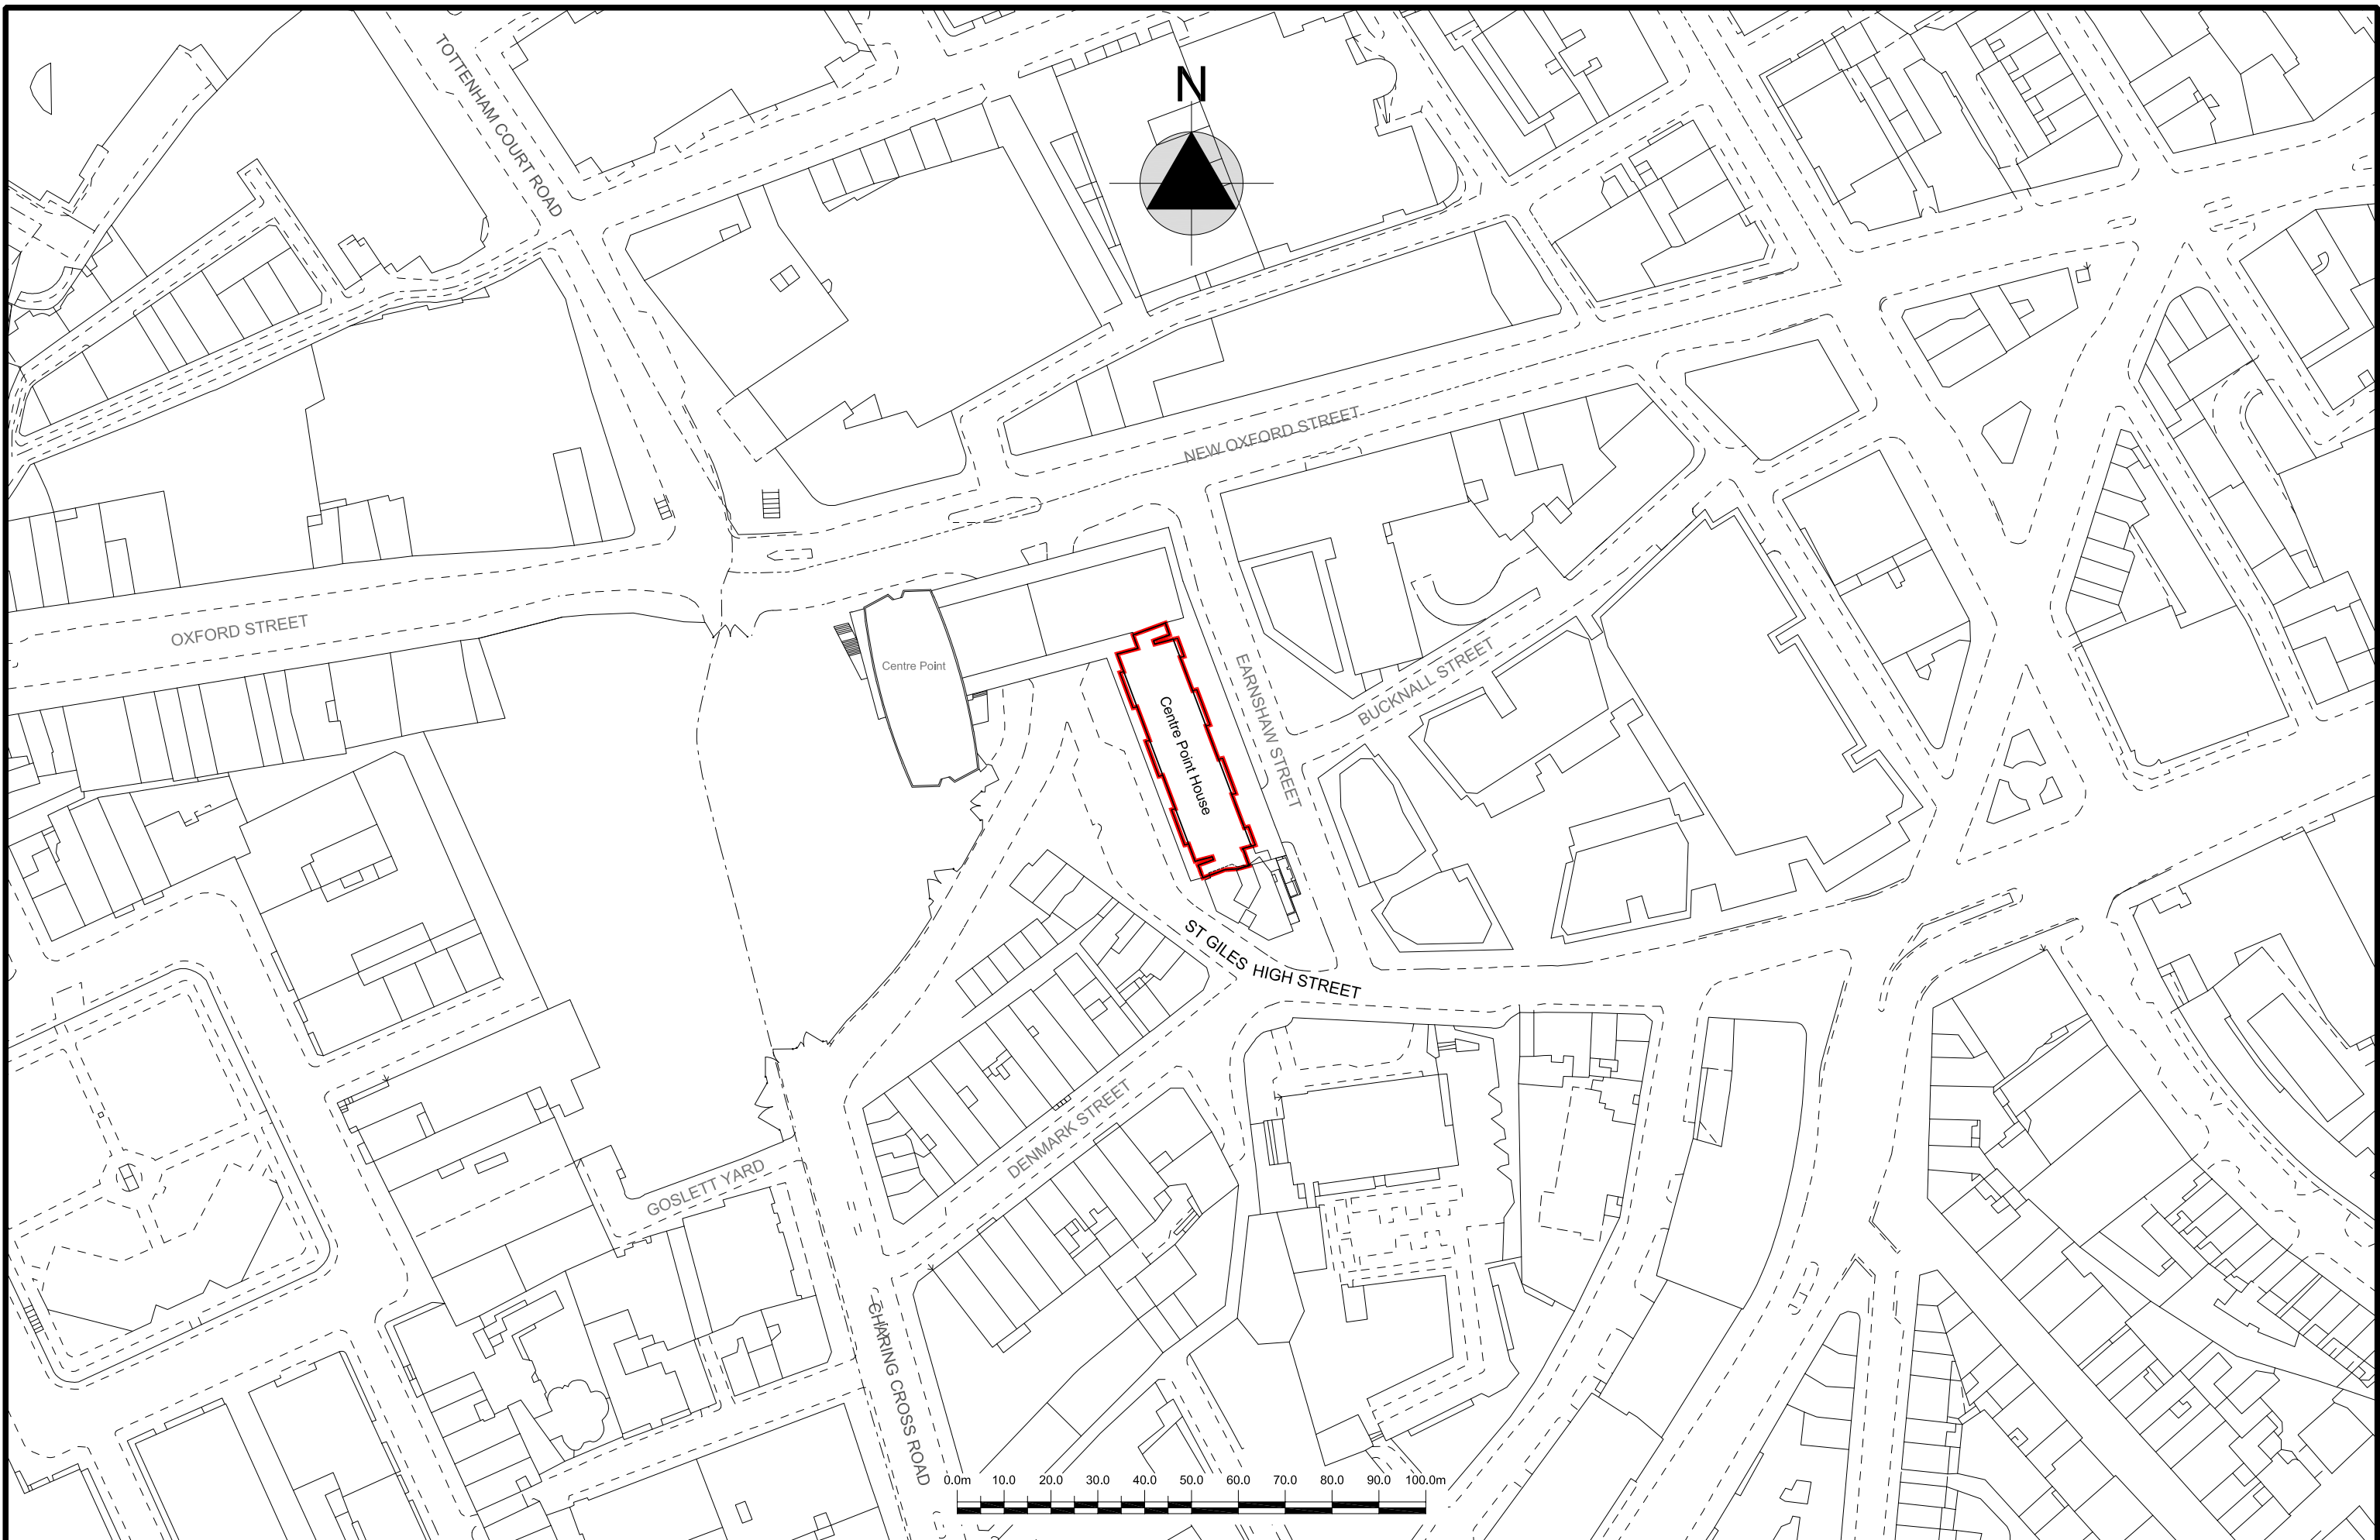 TOTTENHAM COURT ROAD
N
NEW OXFORD STREET
OXFORD STREET
Centre Point
EARNSHAW STREET
BUCKNALL STREET
Centre Point House
ST GILES HIGH STREET
DENMARK STREET
GOSLETT YARD
CHARING CROSS ROAD
0.0m 10.0 20.0 30.0 40.0 50.0 60.0 70.0 80.0 90.0 100.0m